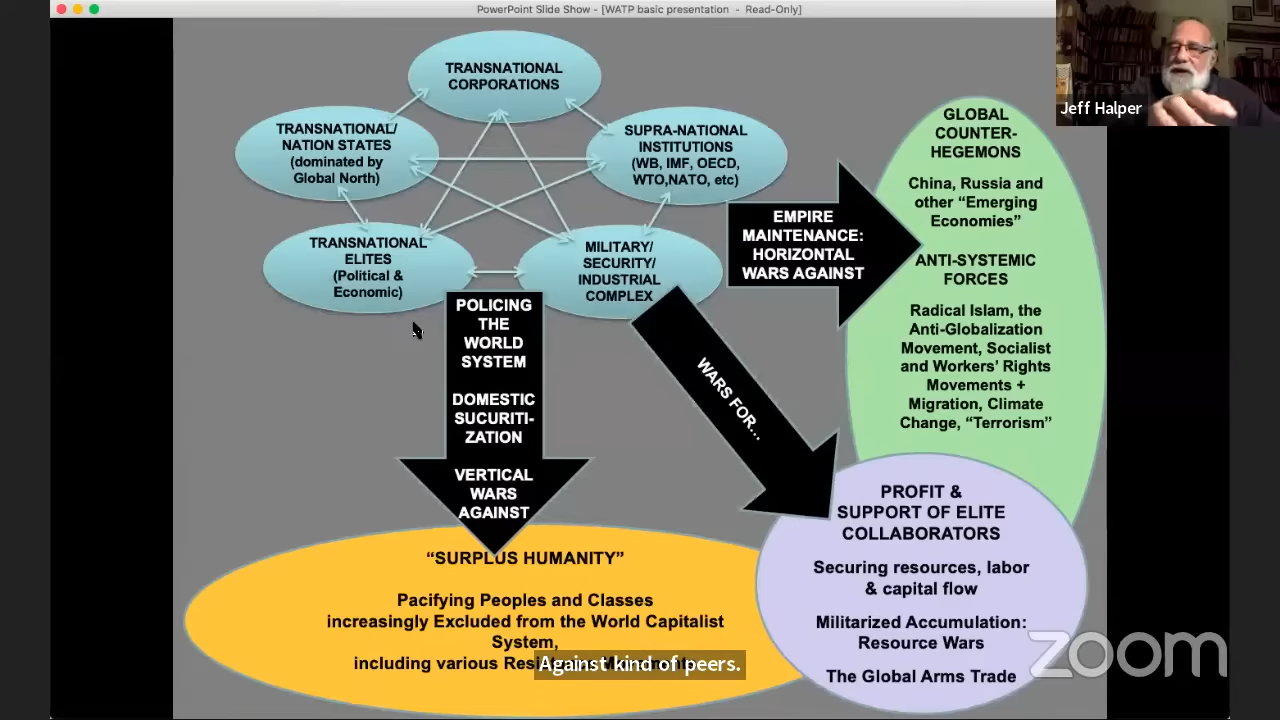 PowerPoint Slide Show - [WATP basic presentation - Read-Only]
Jeff Halper
TRANSNATIONAL
CORPORATIONS
TRANSNATIONAL/
NATION STATES
(dominated by
Global North)
SUPRA-NATIONAL
INSTITUTIONS
(WB, IMF, OECD,
WTO,NATO, etc)
TRANSNATIONAL
ELITES
(Political &
Economic)
MILITARY/
SECURITY/
INDUSTRIAL
COMPLEX
EMPIRE
MAINTENANCE:
HORIZONTAL
WARS AGAINST
GLOBAL
COUNTER-
HEGEMONS
China, Russia and
other “Emerging
Economies”
ANTI-SYSTEMIC
FORCES
Radical Islam, the
Anti-Globalization
Movement, Socialist
and Workers’ Rights
Movements +
Migration, Climate
Change, “Terrorism”
POLICING
THE
WORLD
SYSTEM
DOMESTIC
SUCURITI-
ZATION
VERTICAL
WARS
AGAINST
WARS FOR...
“SURPLUS HUMANITY”
Pacifying Peoples and Classes
increasingly Excluded from the World Capitalist
System,
including various
Against kind of peers.
PROFIT &
SUPPORT OF ELITE
COLLABORATORS
Securing resources, labor
& capital flow
Militarized Accumulation:
Resource Wars
The Global Arms Trade
zoom